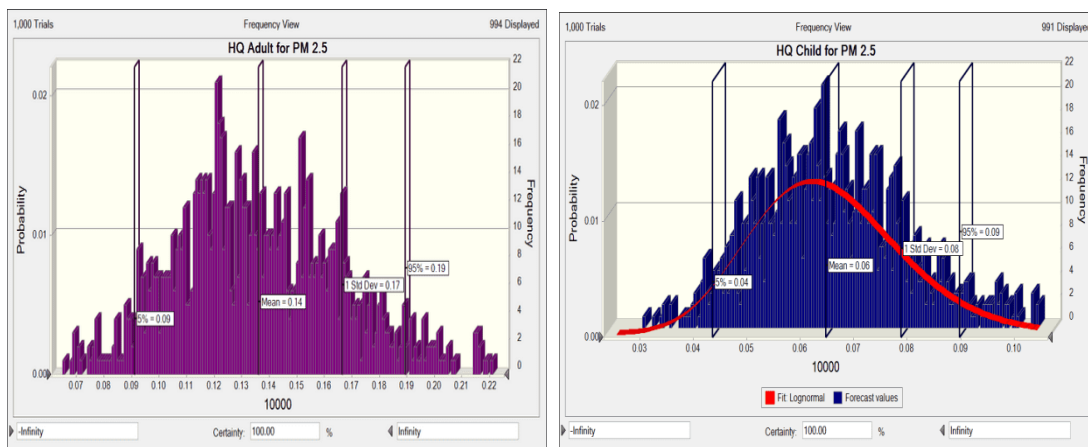 1,000 Trials Frequency View 994 Displayed
HQ Adult for PM 2.5
Probability
0.02
0.01
0.00
22
20
18
16
14
12
10
8
6
4
2
0
Frequency
5% = 0.09
Mean = 0.14
1 Std Dev = 0.17
95% = 0.19
0.07 0.08 0.09 0.10 0.11 0.12 0.13 0.14 0.15 0.16 0.17 0.18 0.19 0.20 0.21 0.22
10000
-Infinity Certainty: 100.00 % Infinity
1,000 Trials Frequency View 991 Displayed
HQ Child for PM 2.5
Probability
0.02
0.01
0.00
22
20
18
16
14
12
10
8
6
4
2
0
Frequency
5% = 0.04
Mean = 0.06
1 Std Dev = 0.08
95% = 0.09
0.03 0.04 0.05 0.06 0.07 0.08 0.09 0.10
10000
Fit: Lognormal Forecast values
-Infinity Certainty: 100.00 % Infinity